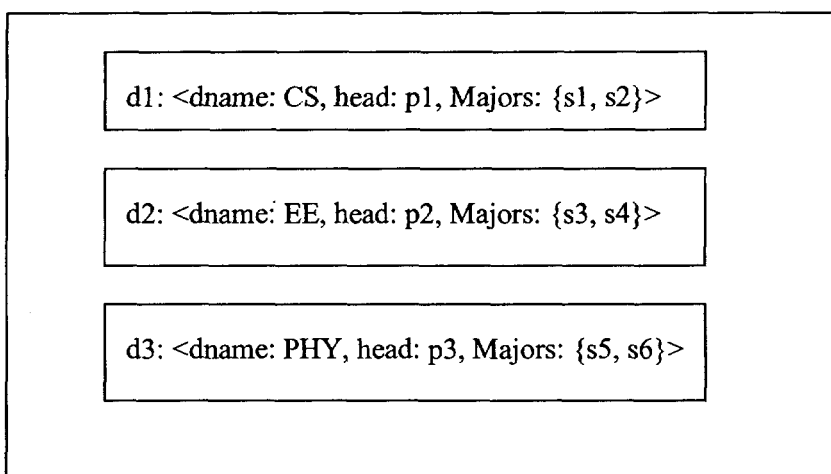 d1: <dname: CS, head: p1, Majors: {s1, s2}>
d2: <dname: EE, head: p2, Majors: {s3, s4}>
d3: <dname: PHY, head: p3, Majors: {s5, s6}>